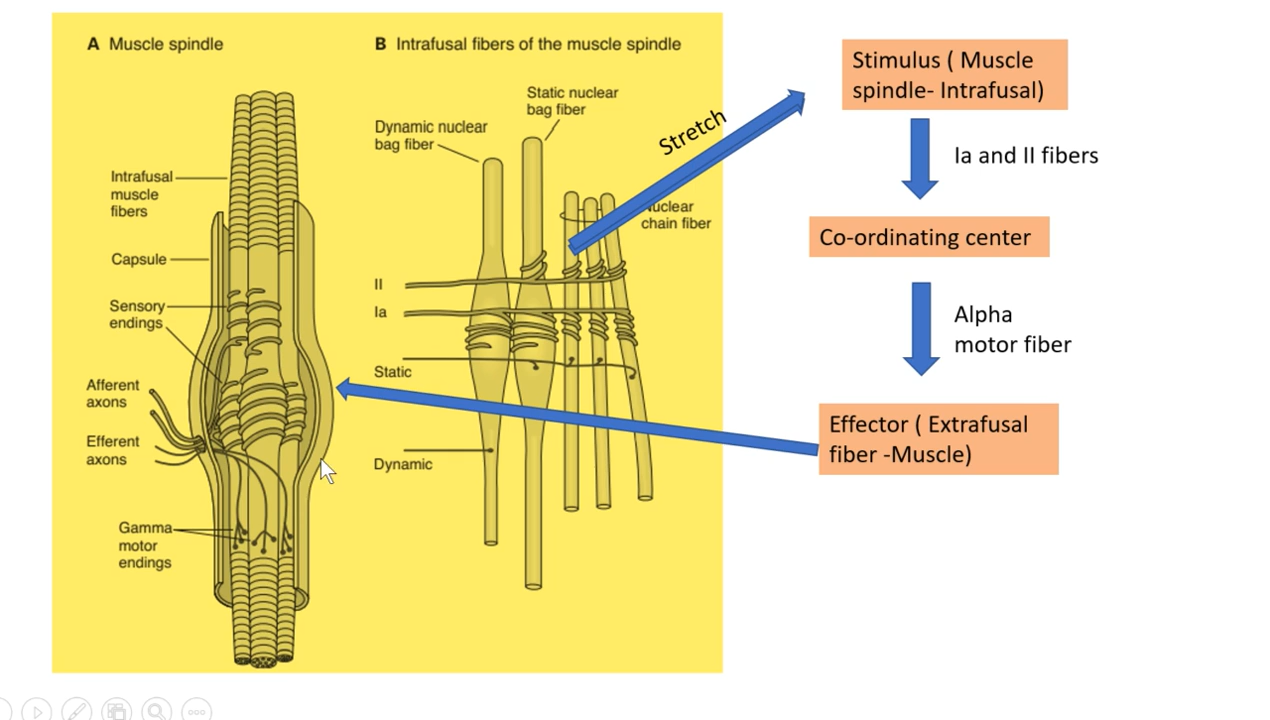 A Muscle spindle
Intrafusal
muscle
fibers
Capsule
Sensory
endings
Afferent
axons
Efferent
axons
Gamma
motor
endings
B Intrafusal fibers of the muscle spindle
Static nuclear
bag fiber
Dynamic nuclear
bag fiber
chain fiber
II
Ia
Static
Dynamic
Stretch
Stimulus ( Muscle
spindle- Intrafusal)
Ia and II fibers
Co-ordinating center
Alpha
motor fiber
Effector ( Extrafusal
fiber -Muscle)